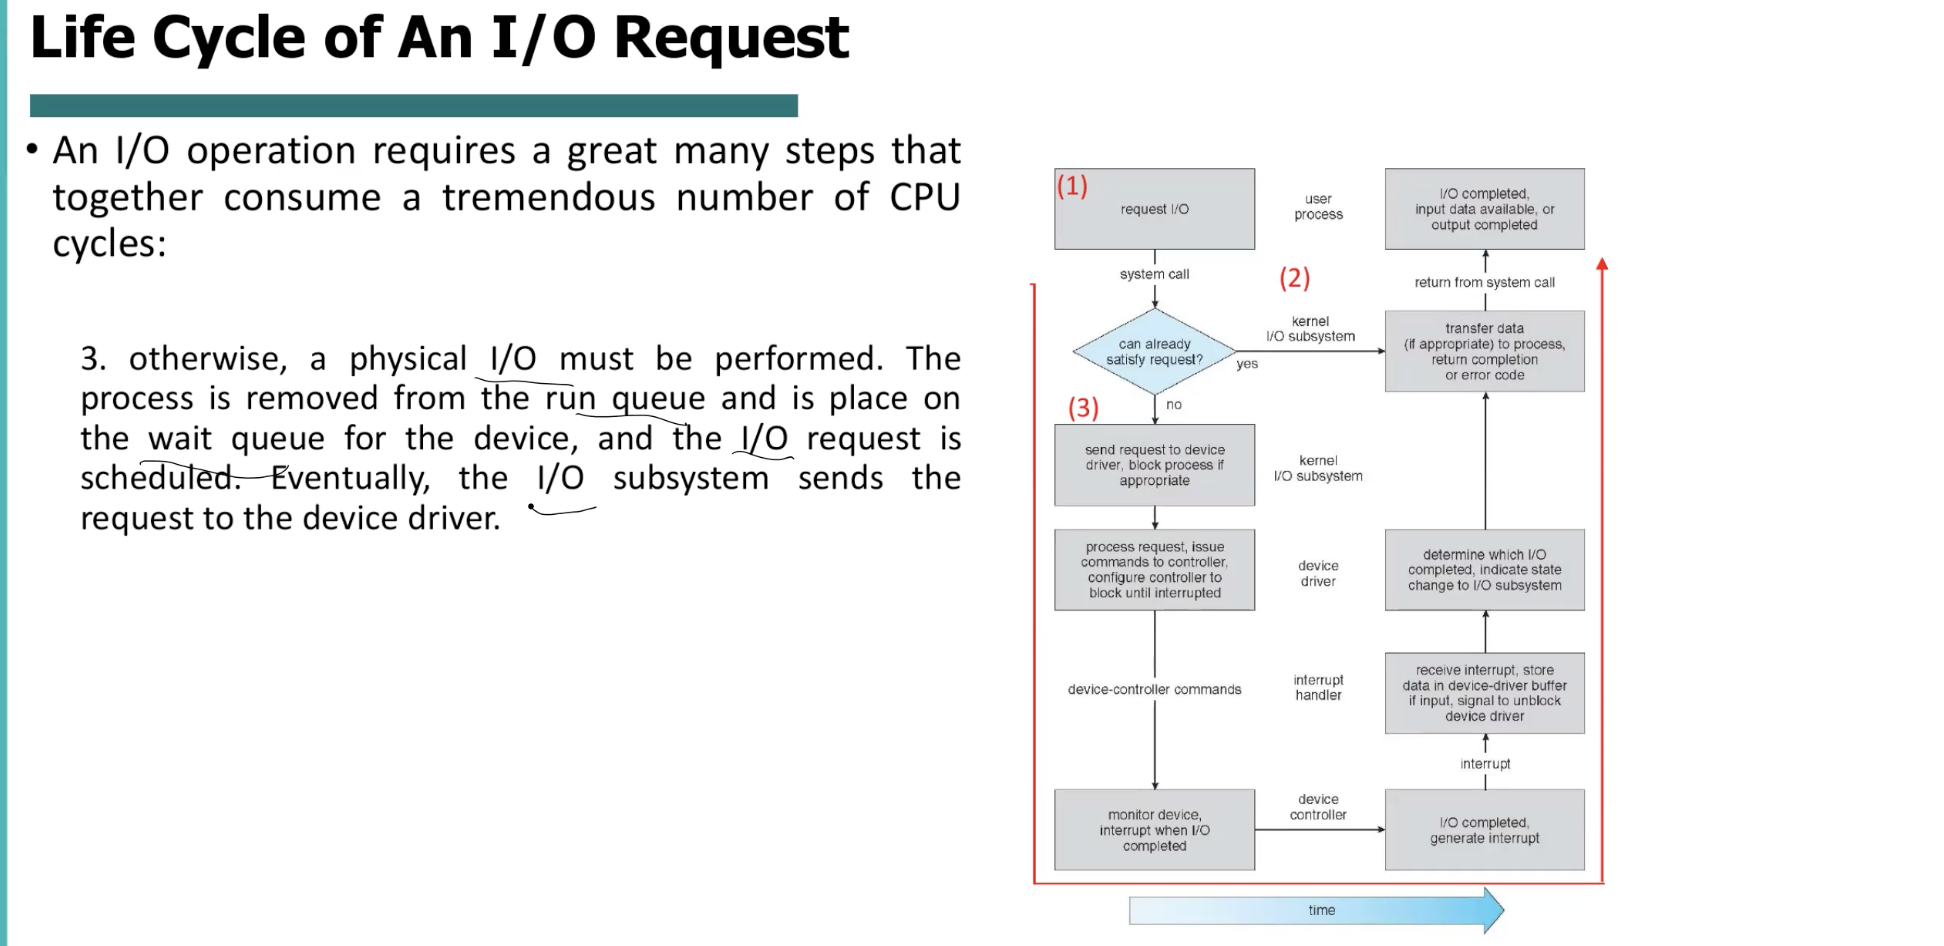 Life Cycle of An I/O Request
• An I/O operation requires a great many steps that
together consume a tremendous number of CPU
cycles:
3. otherwise, a physical I/O must be performed. The
process is removed from the run queue and is place on
the wait queue for the device, and the I/O request is
scheduled. Eventually, the I/O subsystem sends the
request to the device driver.
(1)
request I/O
user
process
I/O completed,
input data available, or
output completed
system call
(2)
return from system call
can already
satisfy request?
kernel
I/O subsystem
yes
transfer data
(if appropriate) to process,
return completion
or error code
no
(3)
send request to device
driver, block process if
appropriate
kernel
I/O subsystem
process request, issue
commands to controller,
configure controller to
block until interrupted
device
driver
determine which I/O
completed, indicate state
change to I/O subsystem
device-controller commands
interrupt
handler
receive interrupt, store
data in device-driver buffer
if input, signal to unblock
device driver
interrupt
monitor device,
interrupt when I/O
completed
device
controller
I/O completed,
generate interrupt
time